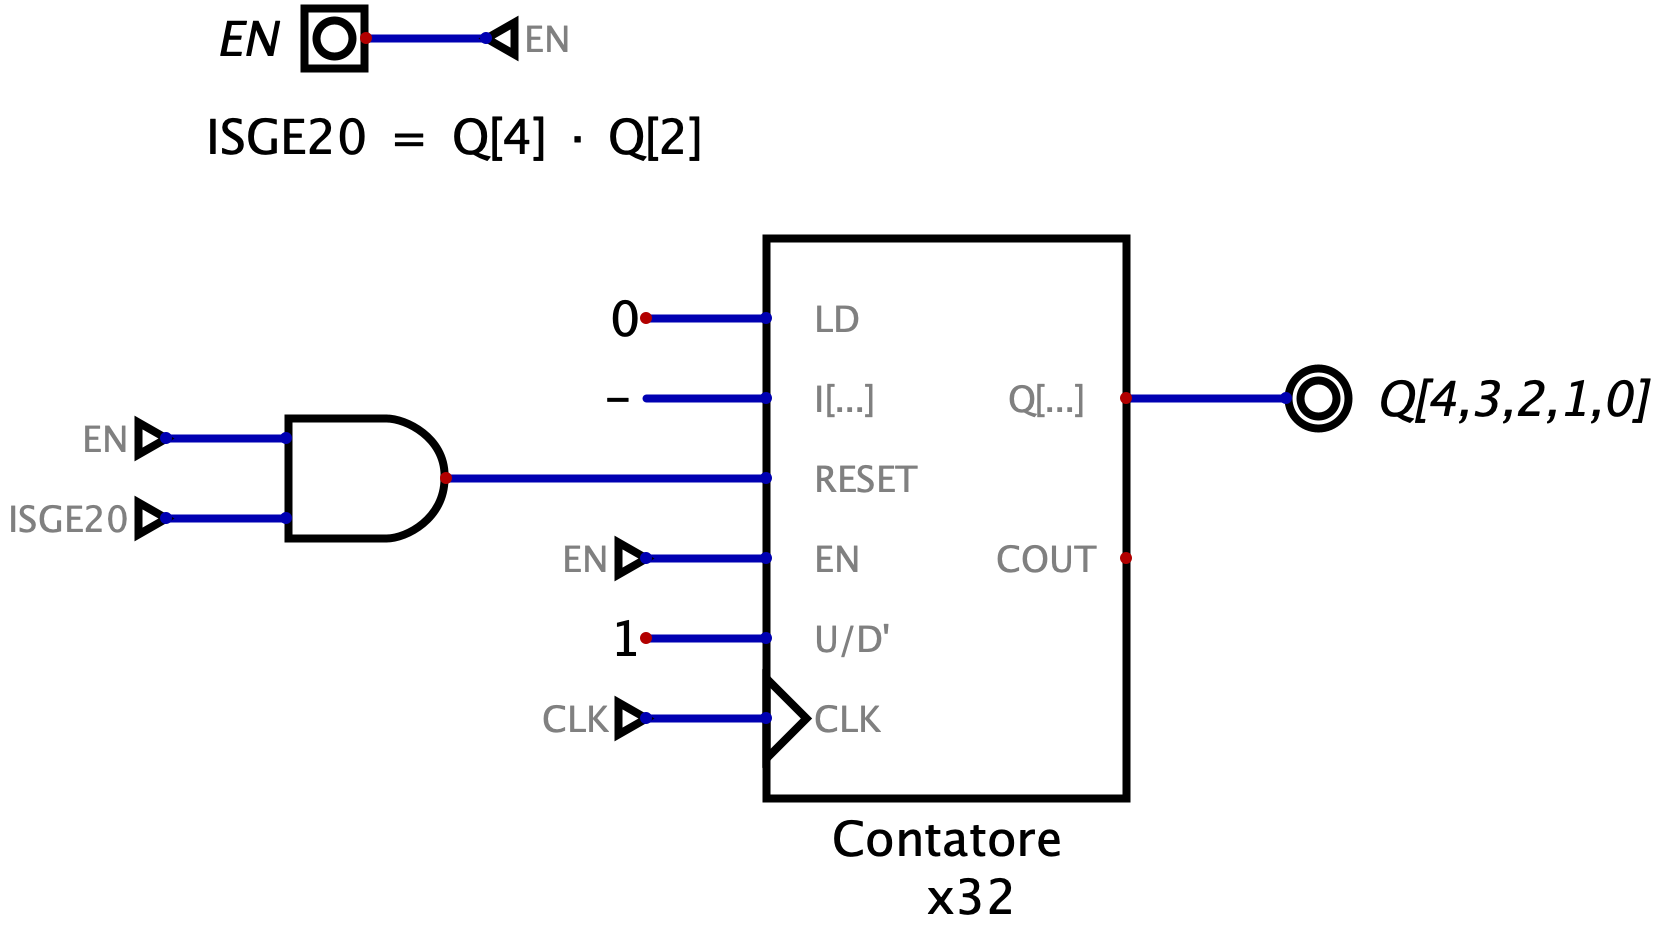 EN EN
ISGE20 = Q[4] · Q[2]
0 LD
– I[...] Q[...] Q[4,3,2,1,0]
EN
RESET
ISGE20
EN EN COUT
1 U/D'
CLK CLK
Contatore
x32